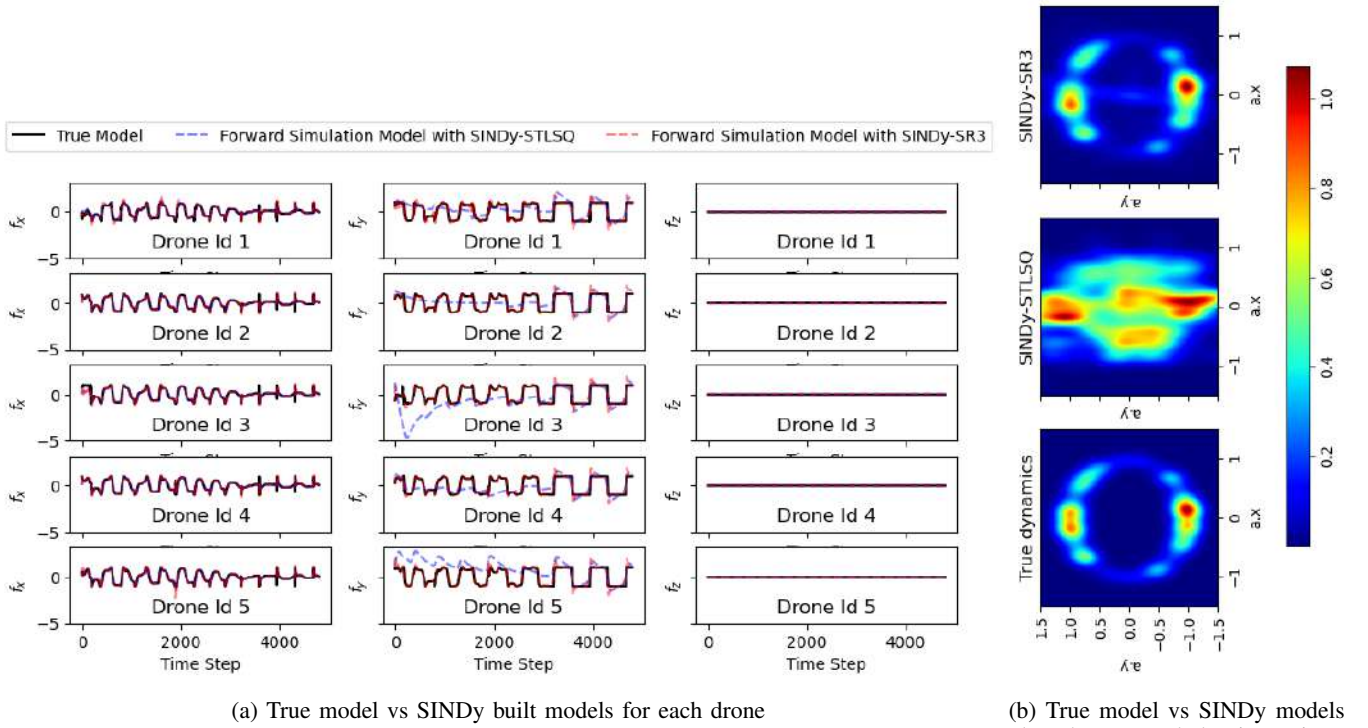 True Model Forward Simulation Model with SINDy-STLSQ Forward Simulation Model with SINDy-SR3
f_x 0 -5 Drone Id 1
f_y Drone Id 1
f_z Drone Id 1
f_x 0 -5 Drone Id 2
f_y Drone Id 2
f_z Drone Id 2
f_x 0 -5 Drone Id 3
f_y Drone Id 3
f_z Drone Id 3
f_x 0 -5 Drone Id 4
f_y Drone Id 4
f_z Drone Id 4
f_x 0 -5 Drone Id 5
f_y Drone Id 5
f_z Drone Id 5
0 2000 4000
Time Step
0 2000 4000
Time Step
0 2000 4000
Time Step
(a) True model vs SINDy built models for each drone
SINDy-SR3
a.x
1 0 −1
a.y
SINDy-STLSQ
a.x
1 0 −1
a.y
True dynamics
a.x
1 0 −1
1.5 1.0 0.5 0.0 −0.5 −1.0 −1.5
a.y
1.0
0.8
0.6
0.4
0.2
(b) True model vs SINDy models